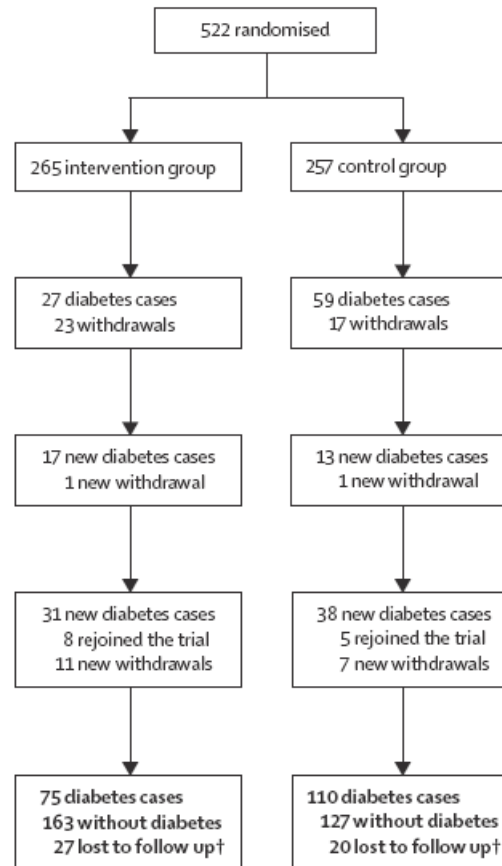 522 randomised
265 intervention group
257 control group
27 diabetes cases
23 withdrawals
59 diabetes cases
17 withdrawals
17 new diabetes cases
1 new withdrawal
13 new diabetes cases
1 new withdrawal
31 new diabetes cases
8 rejoined the trial
11 new withdrawals
38 new diabetes cases
5 rejoined the trial
7 new withdrawals
75 diabetes cases
163 without diabetes
27 lost to follow up†
110 diabetes cases
127 without diabetes
20 lost to follow up†